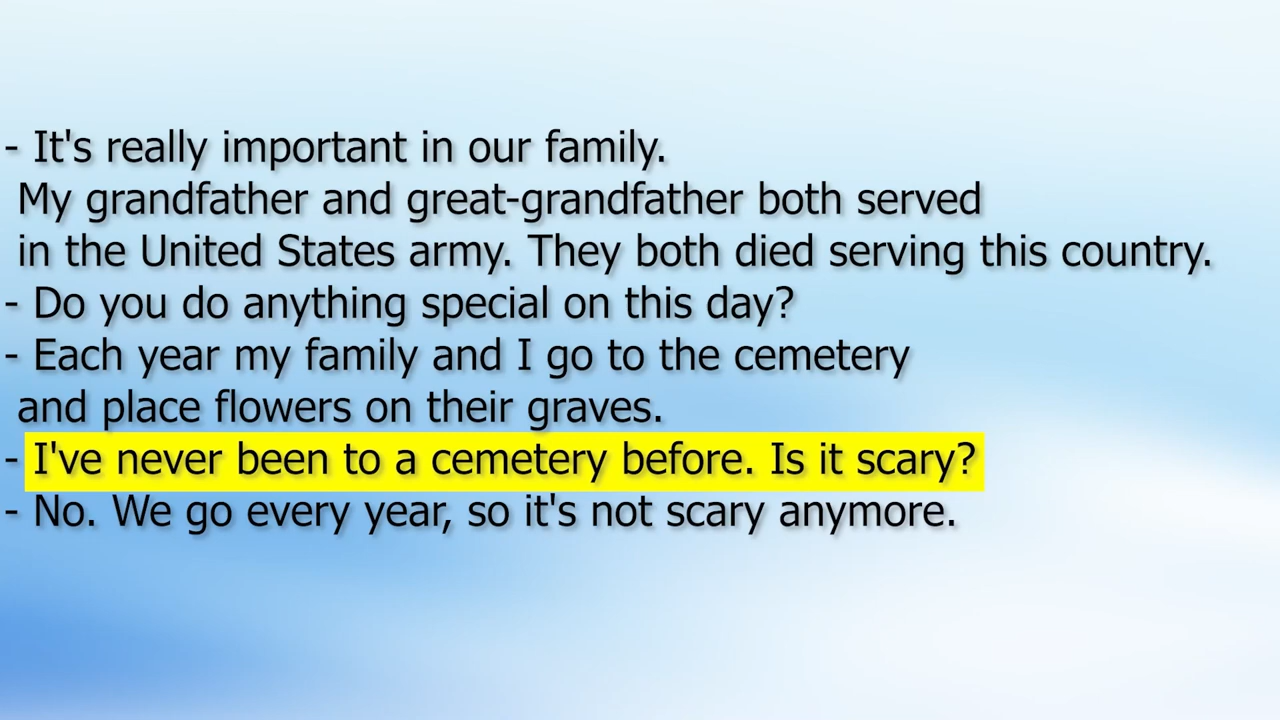 - It's really important in our family.
My grandfather and great-grandfather both served
in the United States army. They both died serving this country.
- Do you do anything special on this day?
- Each year my family and I go to the cemetery
and place flowers on their graves.
- I've never been to a cemetery before. Is it scary?
- No. We go every year, so it's not scary anymore.